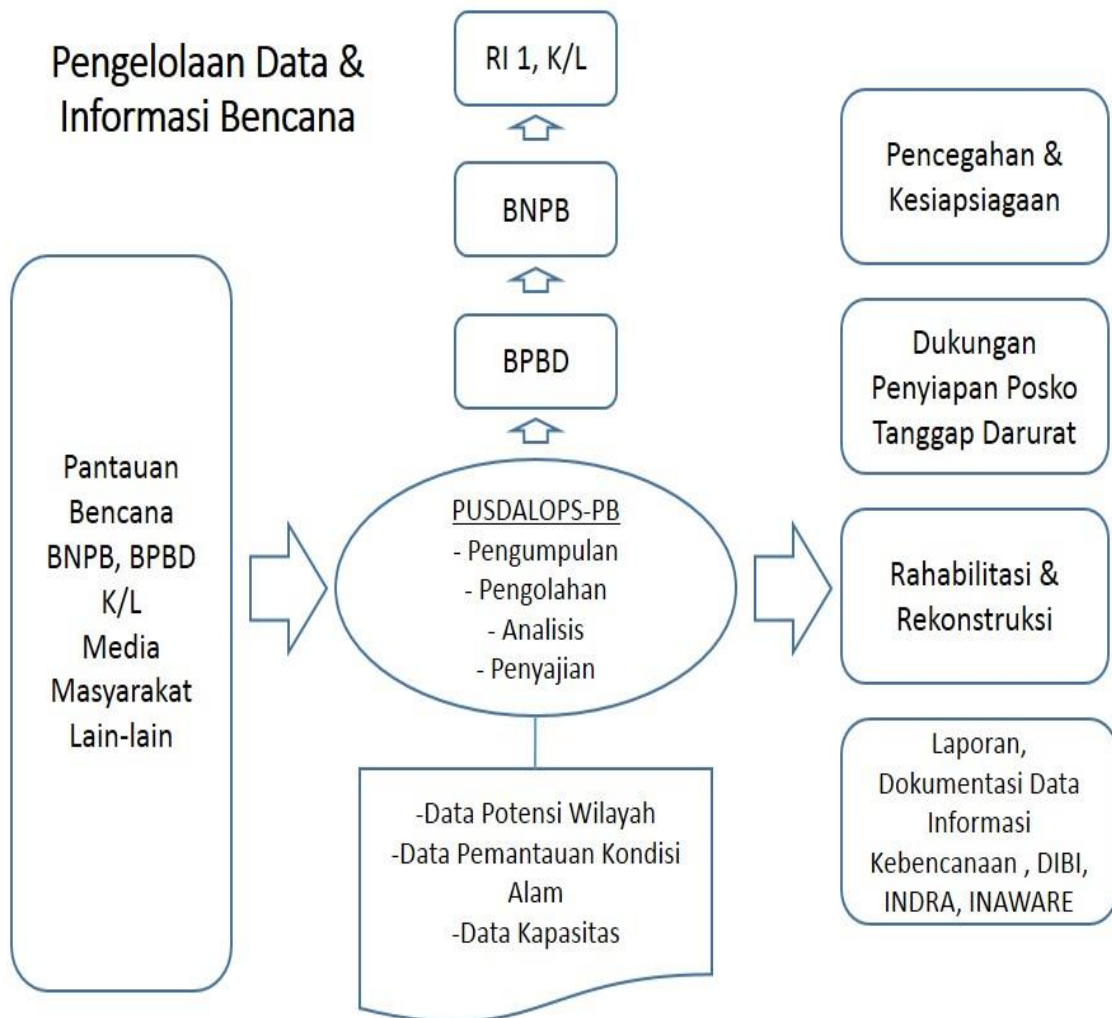 Pengelolaan Data &
Informasi Bencana
RI 1, K/L
BNPB
BPBD
Pantauan
Bencana
BNPB, BPBD
K/L
Media
Masyarakat
Lain-lain
PUSDALOPS-PB
- Pengumpulan
- Pengolahan
- Analisis
- Penyajian
-Data Potensi Wilayah
-Data Pemantauan Kondisi
Alam
-Data Kapasitas
Pencegahan &
Kesiapsiagaan
Dukungan
Penyiapan Posko
Tanggap Darurat
Rahabilitasi &
Rekonstruksi
Laporan,
Dokumentasi Data
Informasi
Kebencanaan , DIBI,
INDRA, INAWARE